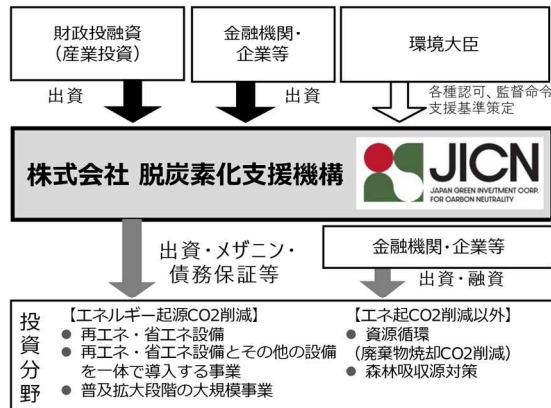 財政投融資
（産業投資）
金融機関・
企業等
環境大臣
出資
出資
各種認可、監督命令
支援基準策定
株式会社 脱炭素化支援機構
JICN
JAPAN GREEN INVESTMENT CORP.
FOR CARBON NEUTRALITY
出資・メザニン・
債務保証等
金融機関・企業等
出資・融資
投資分野
【エネルギー起源CO2削減】
● 再エネ・省エネ設備
● 再エネ・省エネ設備とその他の設備
を一体で導入する事業
● 普及拡大段階の大規模事業
【エネ起CO2削減以外】
● 資源循環
（廃棄物焼却CO2削減）
● 森林吸収源対策